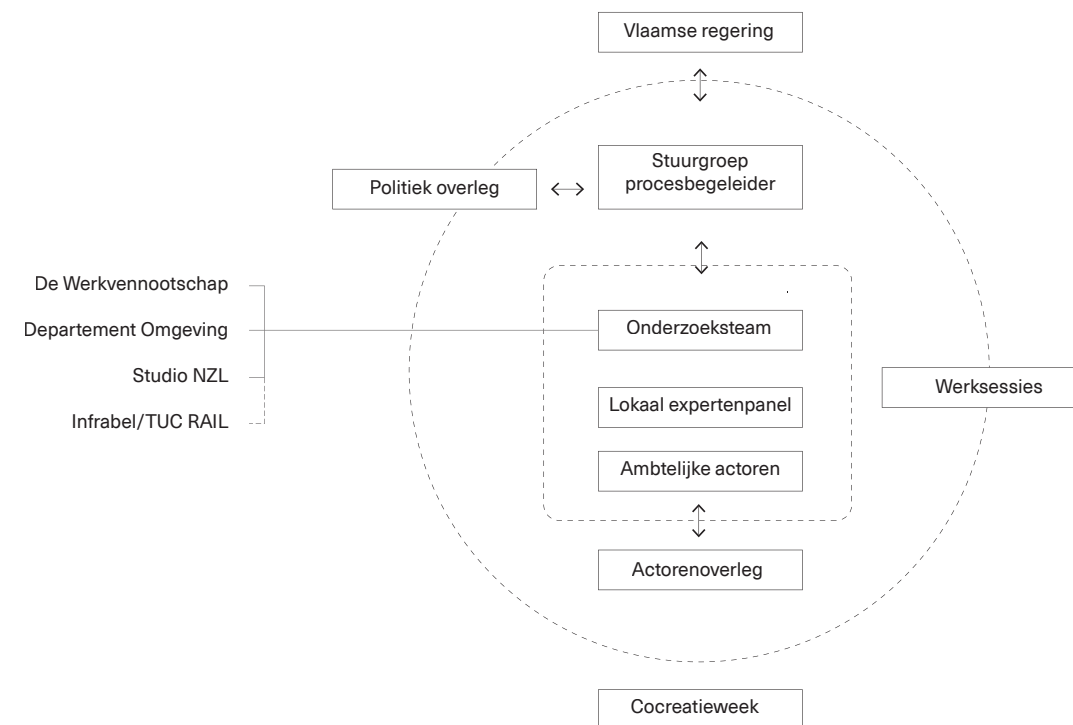 Vlaamse regering
Stuurgroep
procesbegeleider
Politiek overleg
De Werkvennootschap
Departement Omgeving
Studio NZL
Infrabel/TUC RAIL
Onderzoeksteam
Lokaal expertenpanel
Ambtelijke actoren
Werksessies
Actorenoverleg
Cocreatieweek